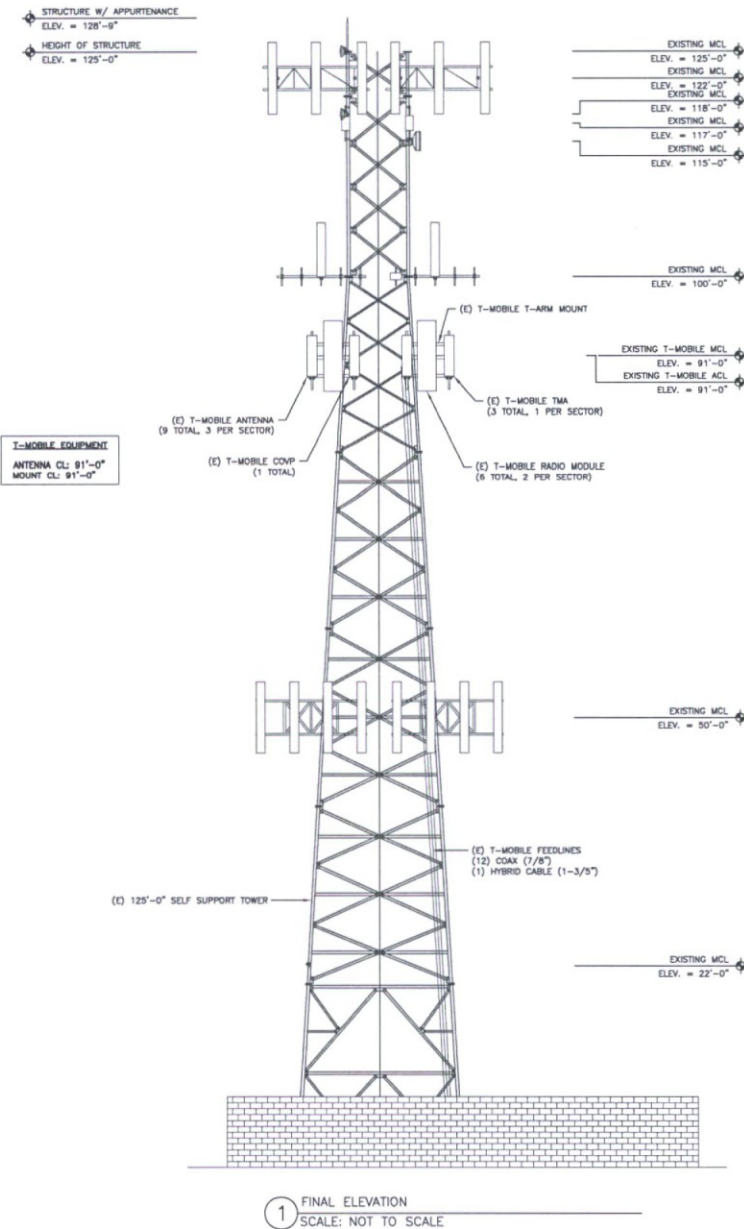 STRUCTURE W/ APPURTENANCE
ELEV. = 128'-9"
HEIGHT OF STRUCTURE
ELEV. = 125'-0"
EXISTING MCL
ELEV. = 125'-0"
EXISTING MCL
ELEV. = 122'-0"
EXISTING MCL
ELEV. = 118'-0"
EXISTING MCL
ELEV. = 117'-0"
EXISTING MCL
ELEV. = 115'-0"
EXISTING MCL
ELEV. = 100'-0"
(E) T-MOBILE T-ARM MOUNT
EXISTING T-MOBILE MCL
ELEV. = 91'-0"
EXISTING T-MOBILE ACL
ELEV. = 91'-0"
(E) T-MOBILE ANTENNA
(9 TOTAL, 3 PER SECTOR)
(E) T-MOBILE TMA
(3 TOTAL, 1 PER SECTOR)
T-MOBILE EQUIPMENT
ANTENNA CL: 91'-0"
MOUNT CL: 91'-0"
(E) T-MOBILE COVP
(1 TOTAL)
(E) T-MOBILE RADIO MODULE
(6 TOTAL, 2 PER SECTOR)
EXISTING MCL
ELEV. = 50'-0"
(E) T-MOBILE FEEDLINES
(12) COAX (7/8")
(1) HYBRID CABLE (1-3/5")
(E) 125'-0" SELF SUPPORT TOWER
EXISTING MCL
ELEV. = 22'-0"
1
FINAL ELEVATION
SCALE: NOT TO SCALE